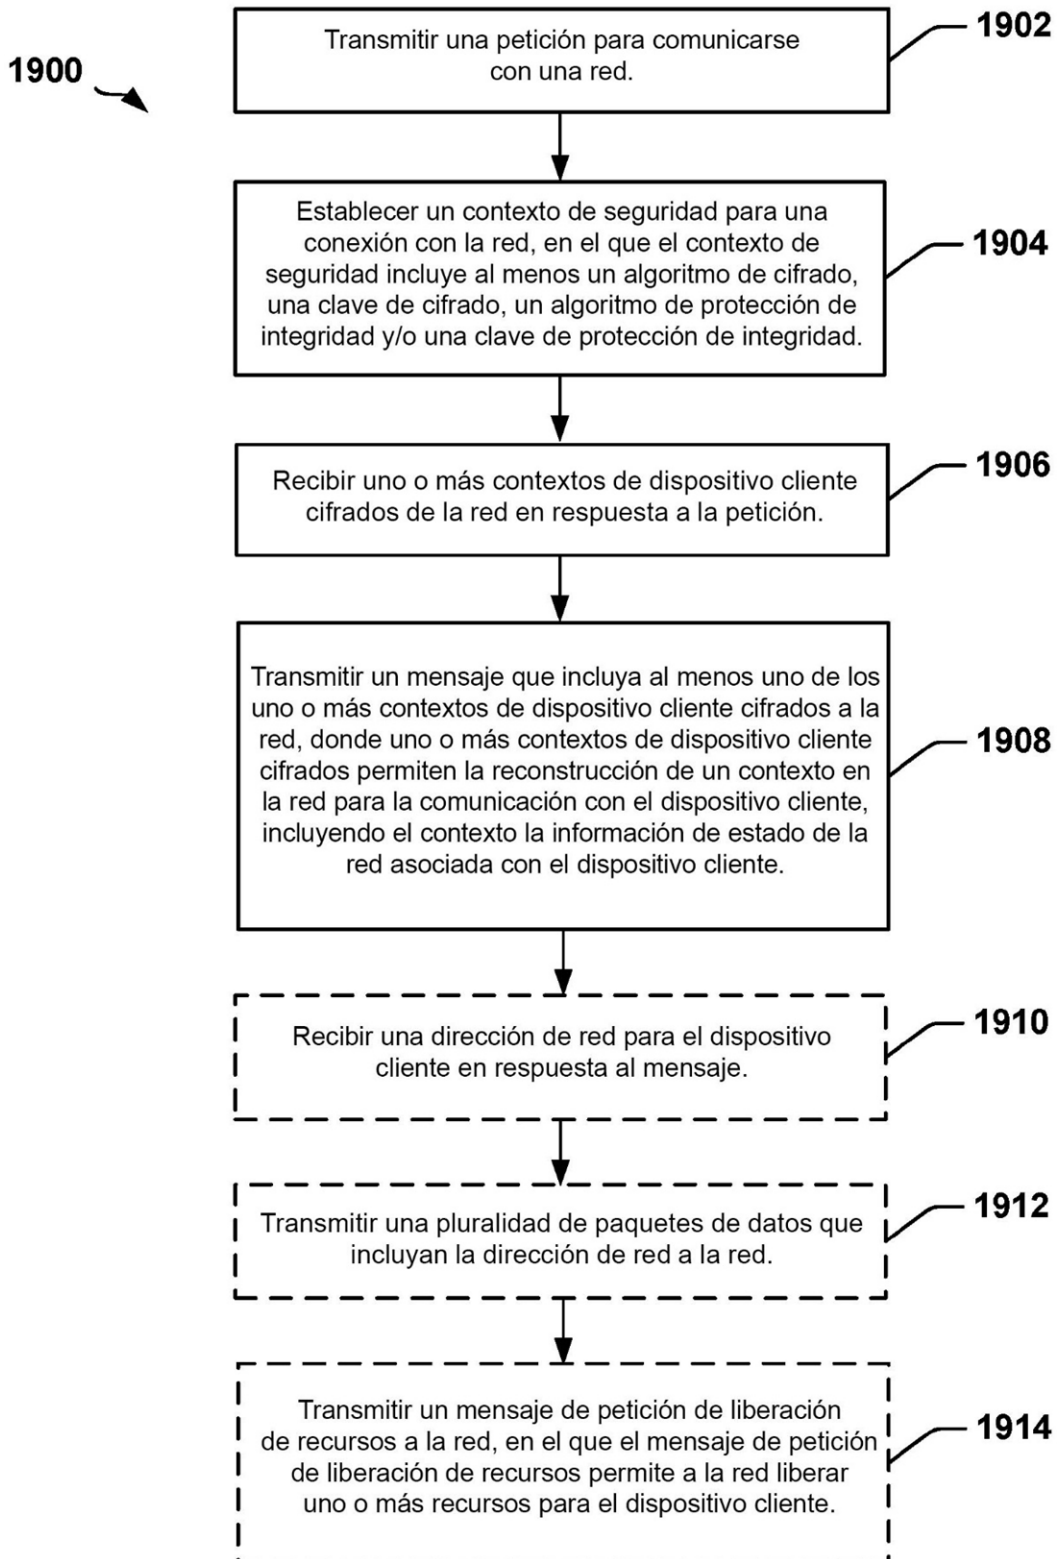 1902
Transmitir una petición para comunicarse
con una red.
1900
Establecer un contexto de seguridad para una
conexión con la red, en el que el contexto de
seguridad incluye al menos un algoritmo de cifrado,
una clave de cifrado, un algoritmo de protección de
integridad y/o una clave de protección de integridad.
1904
Recibir uno o más contextos de dispositivo cliente
cifrados de la red en respuesta a la petición.
1906
Transmitir un mensaje que incluya al menos uno de los
uno o más contextos de dispositivo cliente cifrados a la
red, donde uno o más contextos de dispositivo cliente
cifrados permiten la reconstrucción de un contexto en
la red para la comunicación con el dispositivo cliente,
incluyendo el contexto la información de estado de la
red asociada con el dispositivo cliente.
1908
Recibir una dirección de red para el dispositivo
cliente en respuesta al mensaje.
1910
Transmitir una pluralidad de paquetes de datos que
incluyan la dirección de red a la red.
1912
Transmitir un mensaje de petición de liberación
de recursos a la red, en el que el mensaje de petición
de liberación de recursos permite a la red liberar
uno o más recursos para el dispositivo cliente.
1914